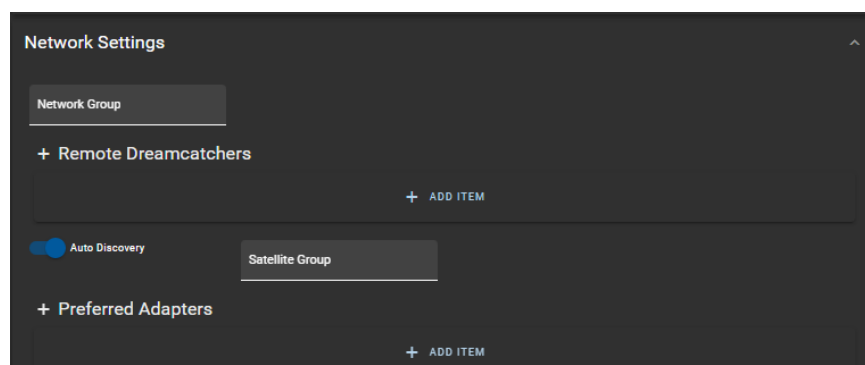 Network Settings
Network Group
+ Remote Dreamcatchers
+ ADD ITEM
Auto Discovery
Satellite Group
+ Preferred Adapters
+ ADD ITEM